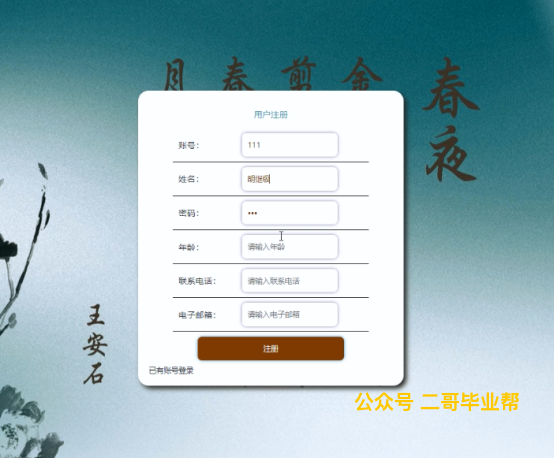 春夜
金剪春月
用户注册
账号： 111
姓名：
密码： •••
年龄： 请输入年龄
联系电话： 请输入联系电话
电子邮箱： 请输入电子邮箱
注册
已有账号登录
王安石
公众号 二哥毕业帮